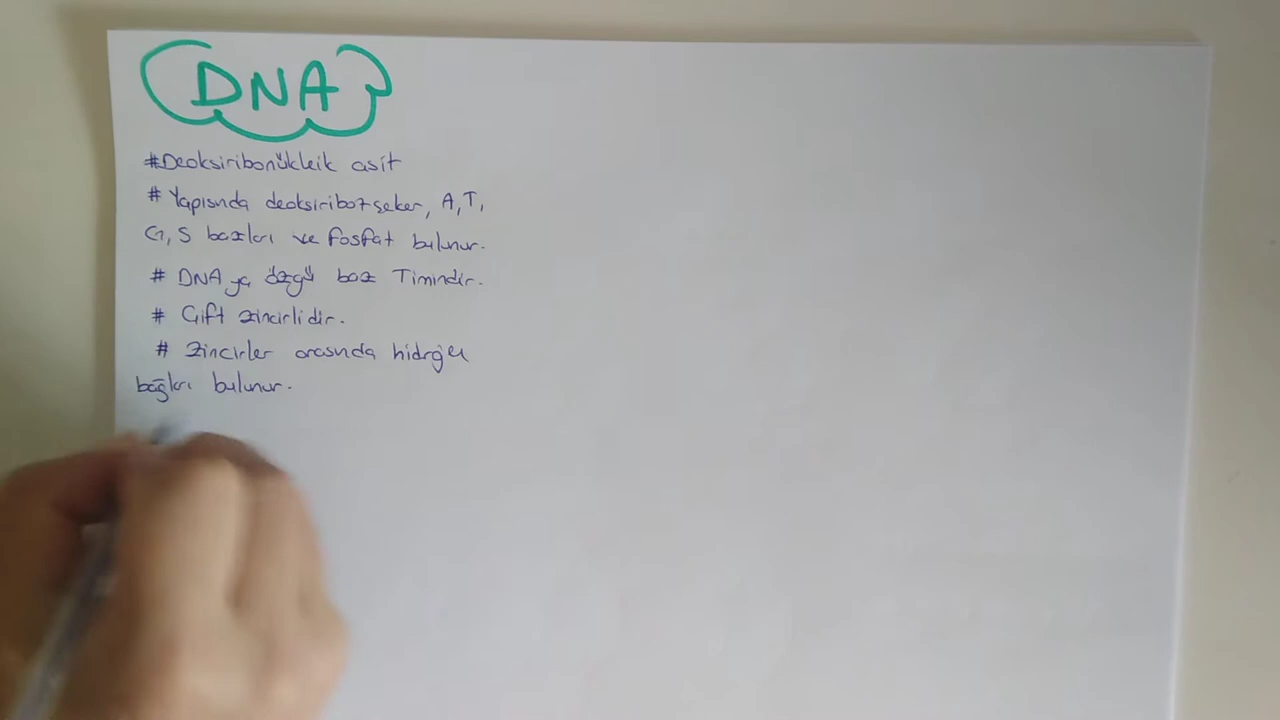 DNA
#Deoksiribonükleik asit
# Yapısında deoksiriboz şeker, A,T,
G,S bazları ve fosfat bulunur.
# DNA ya özgü baz Timindir.
# Çift zincirlidir.
# Zincirler arasında hidrojen
bağları bulunur.